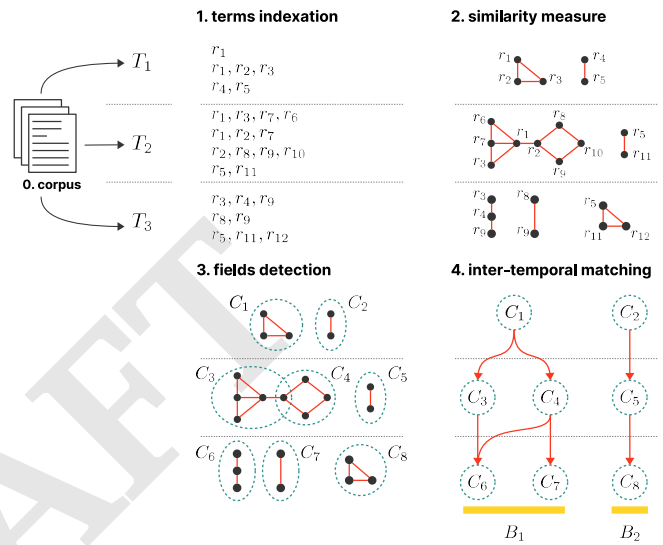 1. terms indexation
2. similarity measure
0. corpus
T1
T2
T3
r1
r1, r2, r3
r4, r5
r1, r3, r7, r6
r1, r2, r7
r2, r8, r9, r10
r5, r11
r3, r4, r9
r8, r9
r5, r11, r12
r1
r2
r3
r4
r5
r6
r7
r3
r1
r2
r8
r10
r9
r5
r11
r3
r4
r9
r8
r9
r5
r11
r12
3. fields detection
4. inter-temporal matching
C1
C2
C3
C4
C5
C6
C7
C8
C1
C2
C3
C4
C5
C6
C7
C8
B1
B2